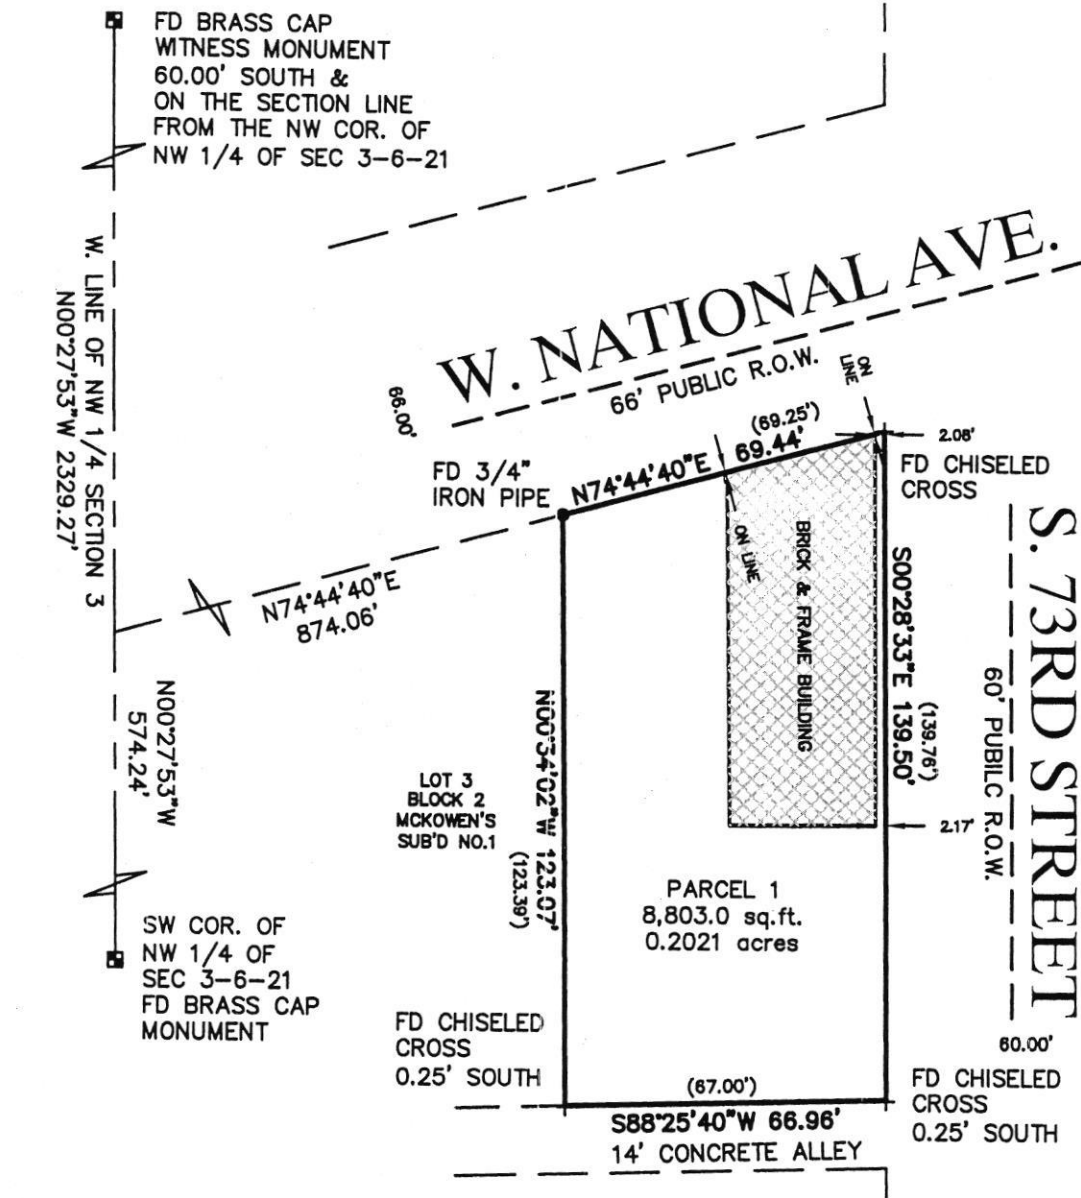 FD BRASS CAP
WITNESS MONUMENT
60.00' SOUTH &
ON THE SECTION LINE
FROM THE NW COR. OF
NW 1/4 OF SEC 3-6-21
W. LINE OF NW 1/4 SECTION 3
N00°27'53"W 2329.27'
W. NATIONAL AVE.
66' PUBLIC R.O.W.
66.00'
ON
LINE
(69.25')
N74°44'40"E 69.44'
2.08'
FD 3/4"
IRON PIPE
FD CHISELED
CROSS
ON LINE
BRICK & FRAME BUILDING
S00°28'33"E 139.50'
(139.76')
S. 73RD STREET
60' PUBILC R.O.W.
N74°44'40"E
874.06'
N00°27'53"W
574.24'
N00°34'02"W 123.07'
(123.39')
LOT 3
BLOCK 2
MCKOWEN'S
SUB'D NO.1
2.17'
PARCEL 1
8,803.0 sq.ft.
0.2021 acres
SW COR. OF
NW 1/4 OF
SEC 3-6-21
FD BRASS CAP
MONUMENT
FD CHISELED
CROSS
0.25' SOUTH
60.00'
FD CHISELED
CROSS
0.25' SOUTH
(67.00')
S88°25'40"W 66.96'
14' CONCRETE ALLEY